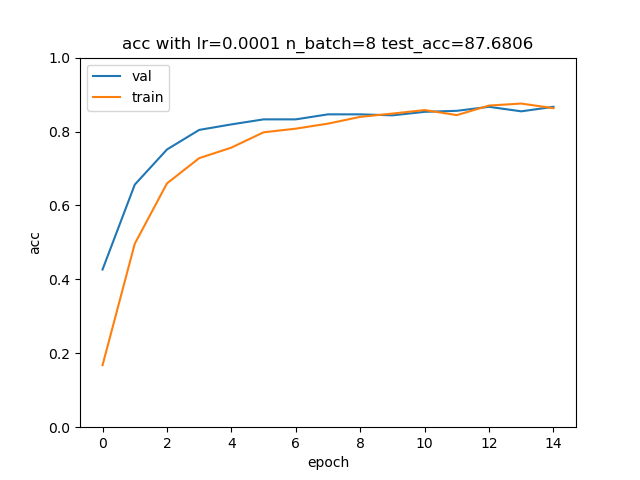 acc with lr=0.0001 n_batch=8 test_acc=87.6806
val
train
1.0
0.8
0.6
0.4
0.2
0.0
acc
0 2 4 6 8 10 12 14
epoch